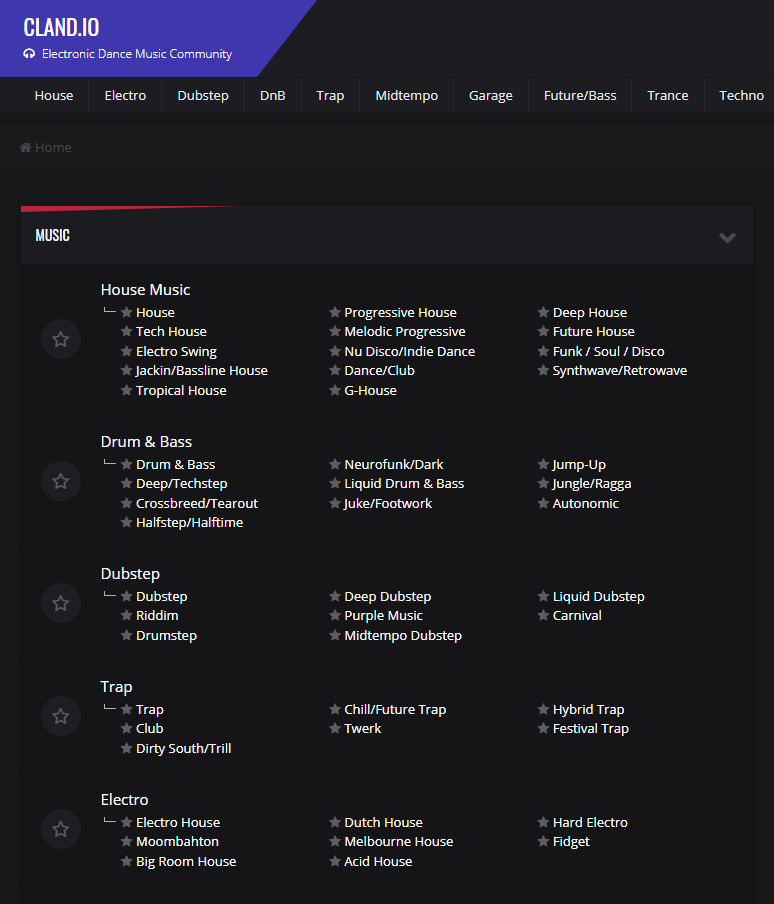 CLAND.IO
Electronic Dance Music Community
House Electro Dubstep DnB Trap Midtempo Garage Future/Bass Trance Techno
Home
MUSIC
House Music
House Progressive House Deep House
Tech House Melodic Progressive Future House
Electro Swing Nu Disco/Indie Dance Funk / Soul / Disco
Jackin/Bassline House Dance/Club Synthwave/Retrowave
Tropical House G-House
Drum & Bass
Drum & Bass Neurofunk/Dark Jump-Up
Deep/Techstep Liquid Drum & Bass Jungle/Ragga
Crossbreed/Tearout Juke/Footwork Autonomic
Halfstep/Halftime
Dubstep
Dubstep Deep Dubstep Liquid Dubstep
Riddim Purple Music Carnival
Drumstep Midtempo Dubstep
Trap
Trap Chill/Future Trap Hybrid Trap
Club Twerk Festival Trap
Dirty South/Trill
Electro
Electro House Dutch House Hard Electro
Moombahton Melbourne House Fidget
Big Room House Acid House